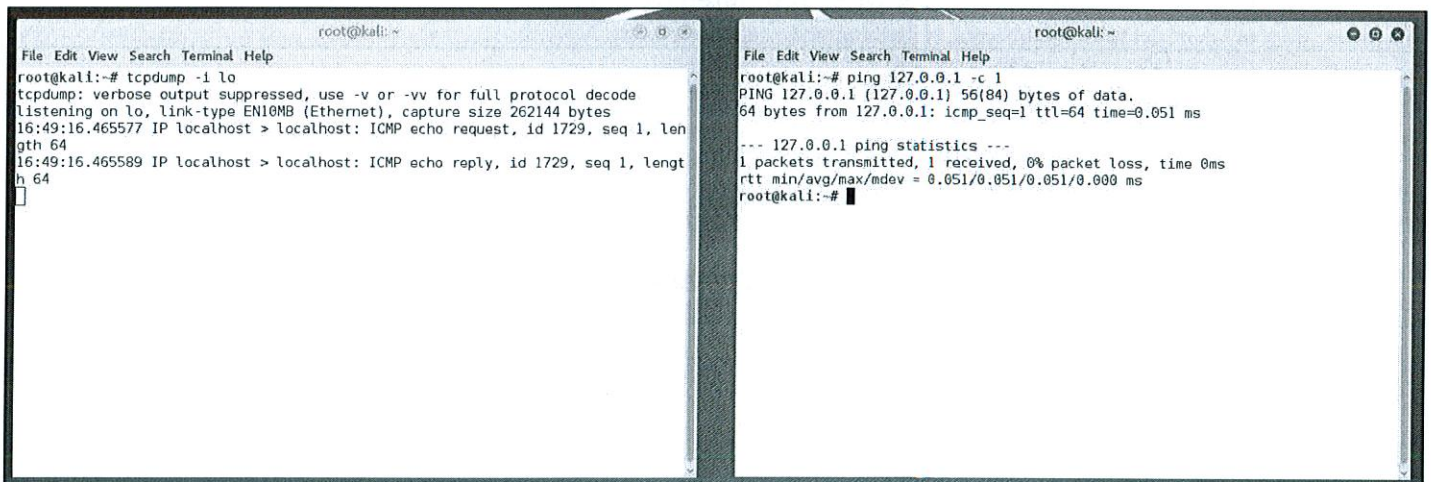 root@kali: ~
File Edit View Search Terminal Help
root@kali:~# tcpdump -i lo
tcpdump: verbose output suppressed, use -v or -vv for full protocol decode
listening on lo, link-type EN10MB (Ethernet), capture size 262144 bytes
16:49:16.465577 IP localhost > localhost: ICMP echo request, id 1729, seq 1, len
gth 64
16:49:16.465589 IP localhost > localhost: ICMP echo reply, id 1729, seq 1, lengt
h 64
root@kali: ~
File Edit View Search Terminal Help
root@kali:~# ping 127.0.0.1 -c 1
PING 127.0.0.1 (127.0.0.1) 56(84) bytes of data.
64 bytes from 127.0.0.1: icmp_seq=1 ttl=64 time=0.051 ms
--- 127.0.0.1 ping statistics ---
1 packets transmitted, 1 received, 0% packet loss, time 0ms
rtt min/avg/max/mdev = 0.051/0.051/0.051/0.000 ms
root@kali:~#